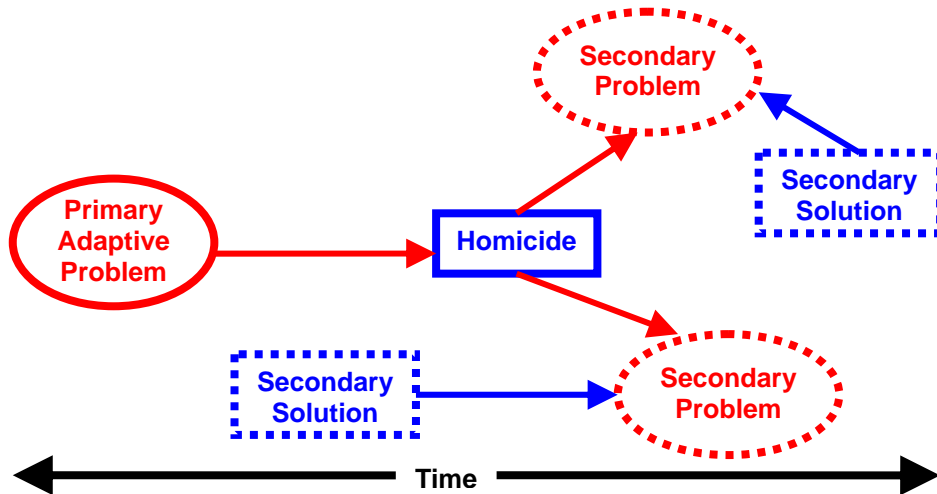 Secondary
Problem
Secondary
Solution
Primary
Adaptive
Problem
Homicide
Secondary
Solution
Secondary
Problem
Time